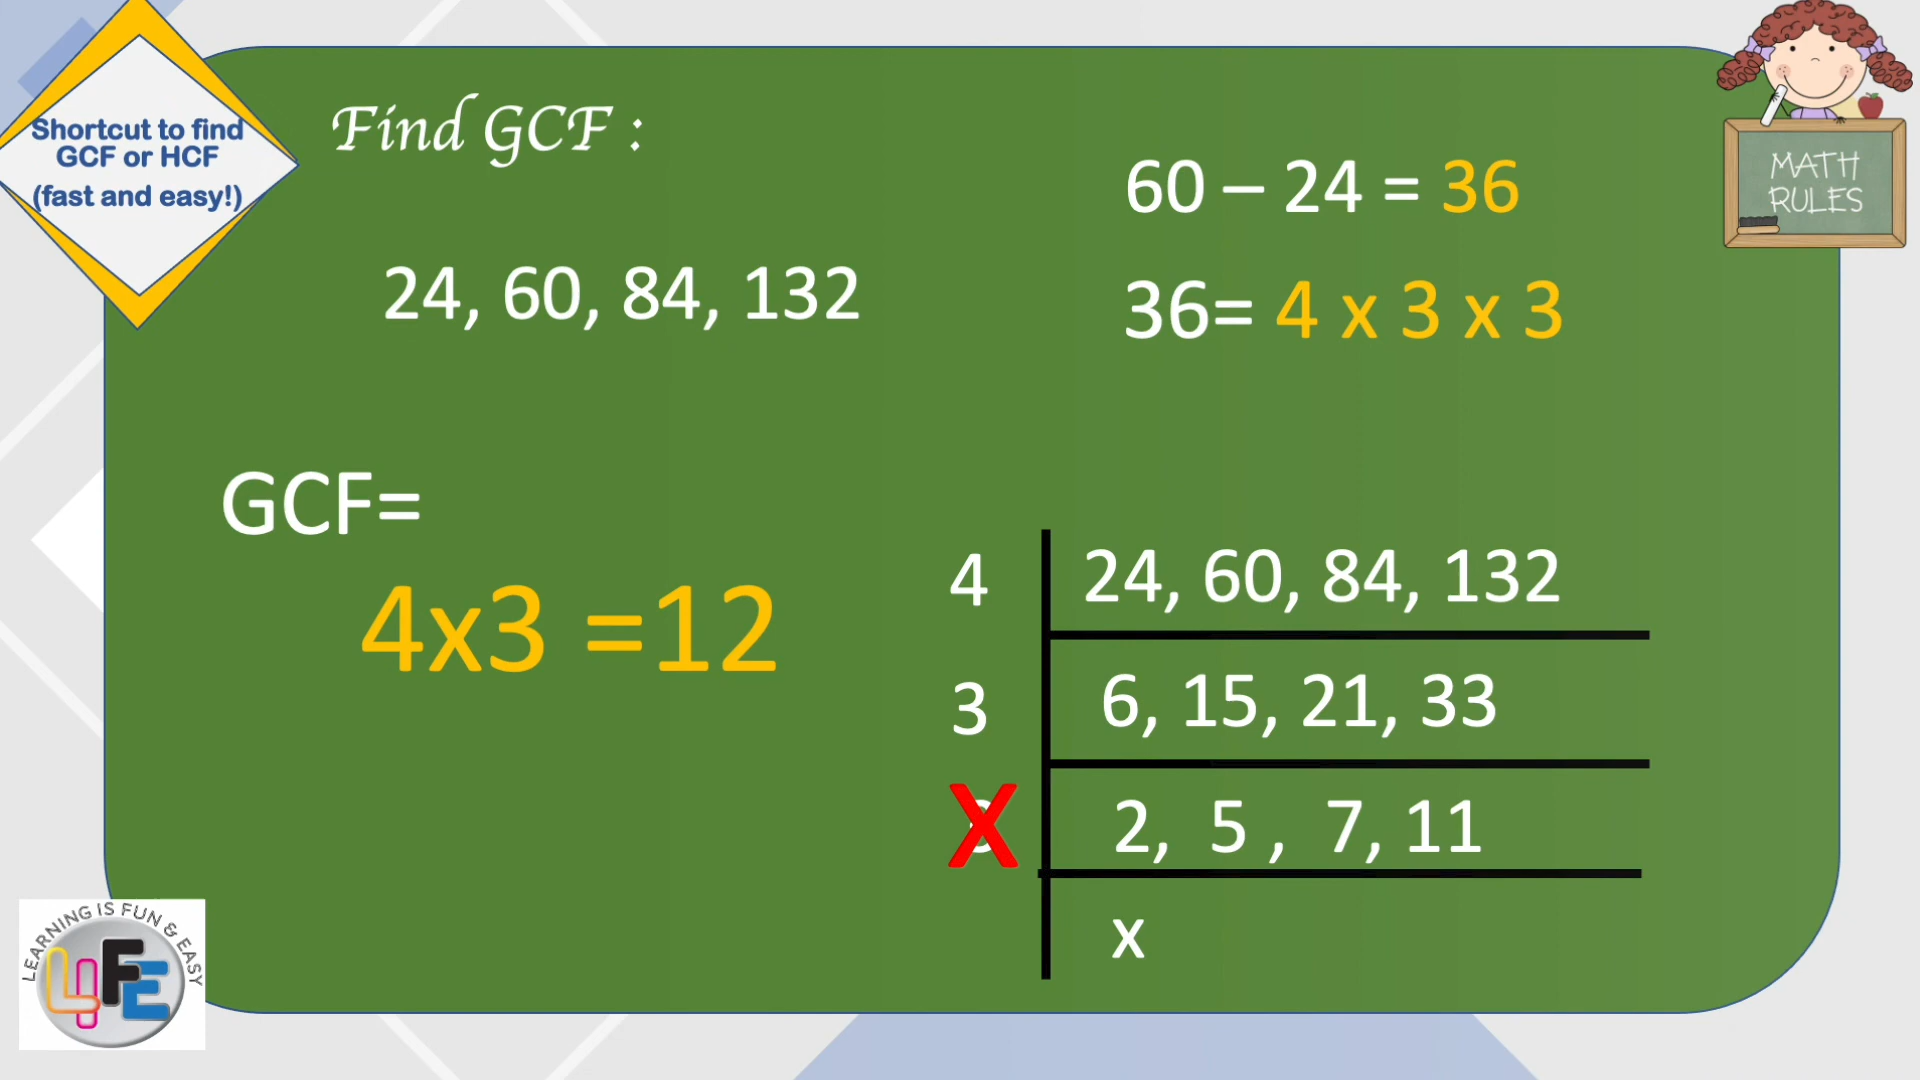 Shortcut to find
GCF or HCF
(fast and easy!)
Find GCF :
24, 60, 84, 132
60 – 24 = 36
36= 4 x 3 x 3
MATH
RULES
GCF=
4x3 =12
4 24, 60, 84, 132
3 6, 15, 21, 33
X 2, 5 , 7, 11
x
LEARNING IS FUN & EASY
4FE